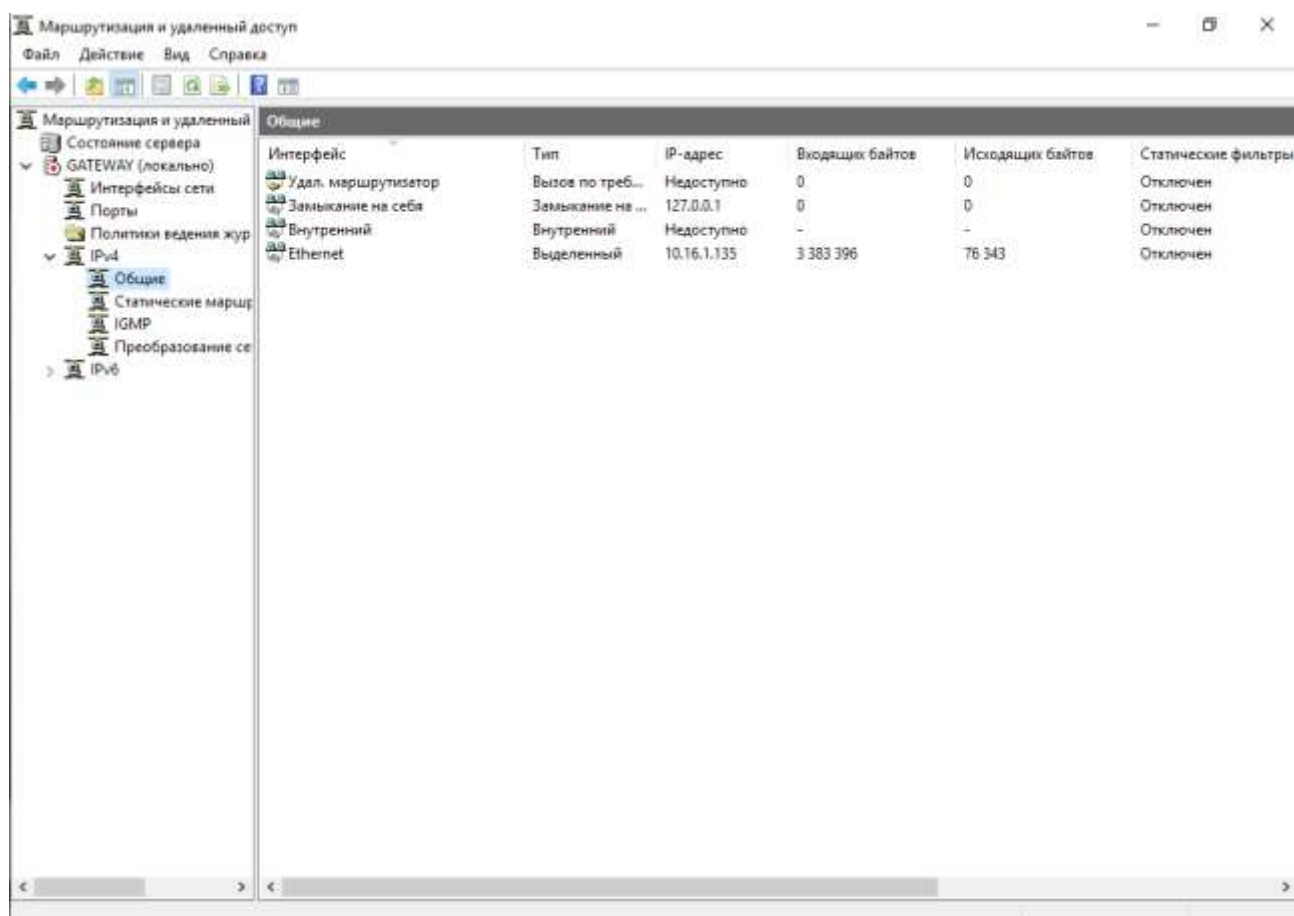 Маршрутизация и удаленный доступ
Файл Действие Вид Справка
Маршрутизация и удаленный
Состояние сервера
GATEWAY (локально)
Интерфейсы сети
Порты
Политики ведения жур
IPv4
Общие
Статические маршр
IGMP
Преобразование се
IPv6
Общие
Интерфейс Тип IP-адрес Входящих байтов Исходящих байтов Статические фильтры
Удал. маршрутизатор Вызов по треб... Недоступно 0 0 Отключен
Замыкание на себя Замыкание на ... 127.0.0.1 0 0 Отключен
Внутренний Внутренний Недоступно - - Отключен
Ethernet Выделенный 10.16.1.135 3 383 396 76 343 Отключен